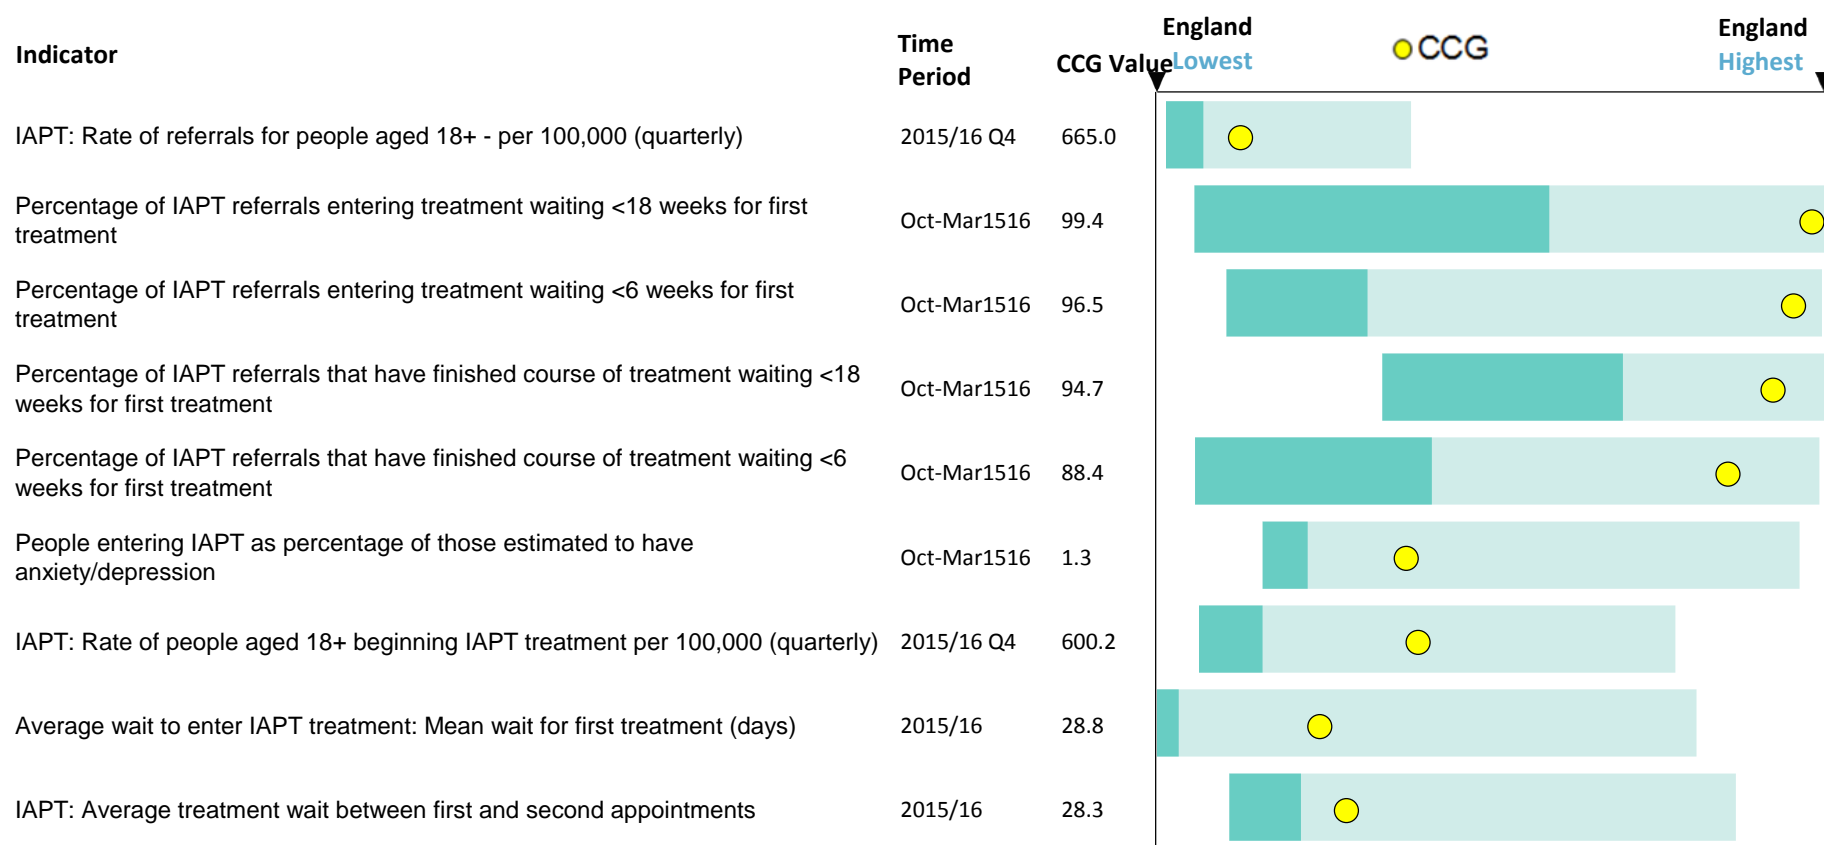 Indicator
Time
Period
CCG Value
England
Lowest
CCG
England
Highest
IAPT: Rate of referrals for people aged 18+ - per 100,000 (quarterly) 2015/16 Q4 665.0
Percentage of IAPT referrals entering treatment waiting <18 weeks for first
treatment
Oct-Mar1516 99.4
Percentage of IAPT referrals entering treatment waiting <6 weeks for first
treatment
Oct-Mar1516 96.5
Percentage of IAPT referrals that have finished course of treatment waiting <18
weeks for first treatment
Oct-Mar1516 94.7
Percentage of IAPT referrals that have finished course of treatment waiting <6
weeks for first treatment
Oct-Mar1516 88.4
People entering IAPT as percentage of those estimated to have
anxiety/depression
Oct-Mar1516 1.3
IAPT: Rate of people aged 18+ beginning IAPT treatment per 100,000 (quarterly) 2015/16 Q4 600.2
Average wait to enter IAPT treatment: Mean wait for first treatment (days) 2015/16 28.8
IAPT: Average treatment wait between first and second appointments 2015/16 28.3